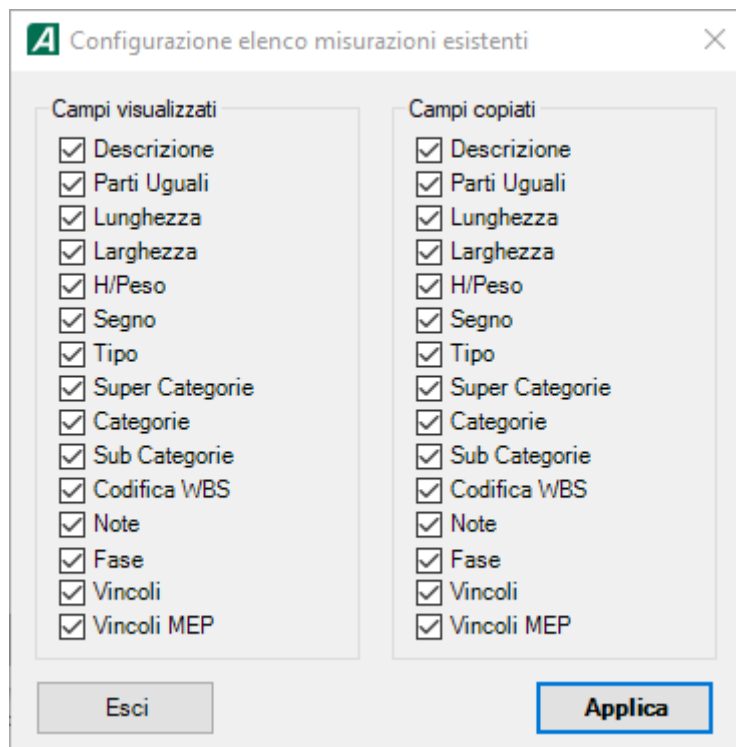 Configurazione elenco misurazioni esistenti
Campi visualizzati
Descrizione
Parti Uguali
Lunghezza
Larghezza
H/Peso
Segno
Tipo
Super Categorie
Categorie
Sub Categorie
Codifica WBS
Note
Fase
Vincoli
Vincoli MEP
Campi copiati
Descrizione
Parti Uguali
Lunghezza
Larghezza
H/Peso
Segno
Tipo
Super Categorie
Categorie
Sub Categorie
Codifica WBS
Note
Fase
Vincoli
Vincoli MEP
Esci
Applica